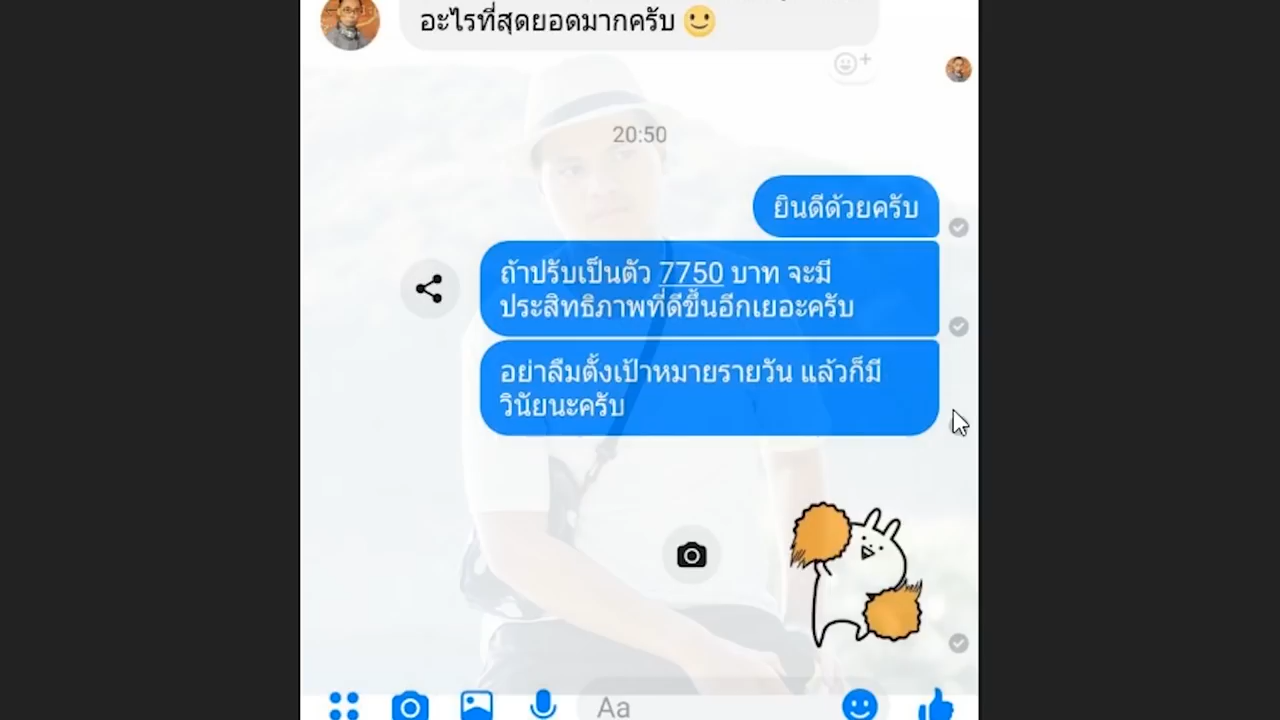 อะไรที่สุดยอดมากครับ 🙂
20:50
ยินดีด้วยครับ
ถ้าปรับเป็นตัว 7750 บาท จะมี
ประสิทธิภาพที่ดีขึ้นอีกเยอะครับ
อย่าลืมตั้งเป้าหมายรายวัน แล้วก็มี
วินัยนะครับ
Aa